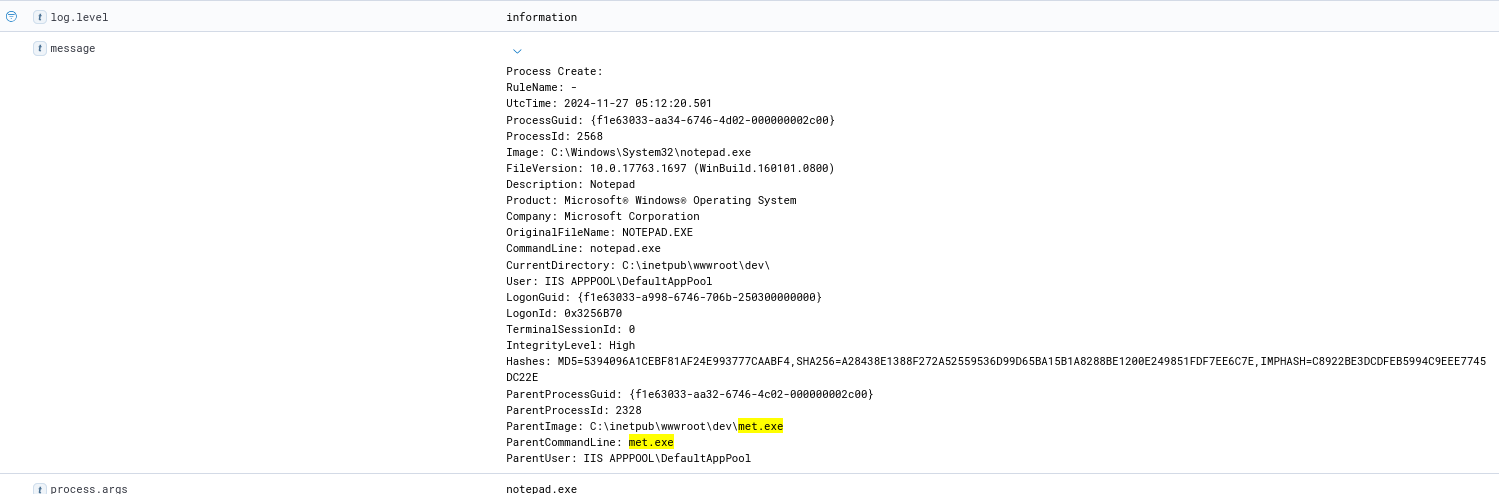 t log.level information
t message
Process Create:
RuleName: -
UtcTime: 2024-11-27 05:12:20.501
ProcessGuid: {f1e63033-aa34-6746-4d02-000000002c00}
ProcessId: 2568
Image: C:\Windows\System32\notepad.exe
FileVersion: 10.0.17763.1697 (WinBuild.160101.0800)
Description: Notepad
Product: Microsoft® Windows® Operating System
Company: Microsoft Corporation
OriginalFileName: NOTEPAD.EXE
CommandLine: notepad.exe
CurrentDirectory: C:\inetpub\wwwroot\dev\
User: IIS APPPOOL\DefaultAppPool
LogonGuid: {f1e63033-a998-6746-706b-250300000000}
LogonId: 0x3256B70
TerminalSessionId: 0
IntegrityLevel: High
Hashes: MD5=5394096A1CEBF81AF24E993777CAABF4,SHA256=A28438E1388F272A52559536D99D65BA15B1A8288BE1200E249851FDF7EE6C7E,IMPHASH=C8922BE3DCDFEB5994C9EEE7745
DC22E
ParentProcessGuid: {f1e63033-aa32-6746-4c02-000000002c00}
ParentProcessId: 2328
ParentImage: C:\inetpub\wwwroot\dev\met.exe
ParentCommandLine: met.exe
ParentUser: IIS APPPOOL\DefaultAppPool
t process.args notepad.exe